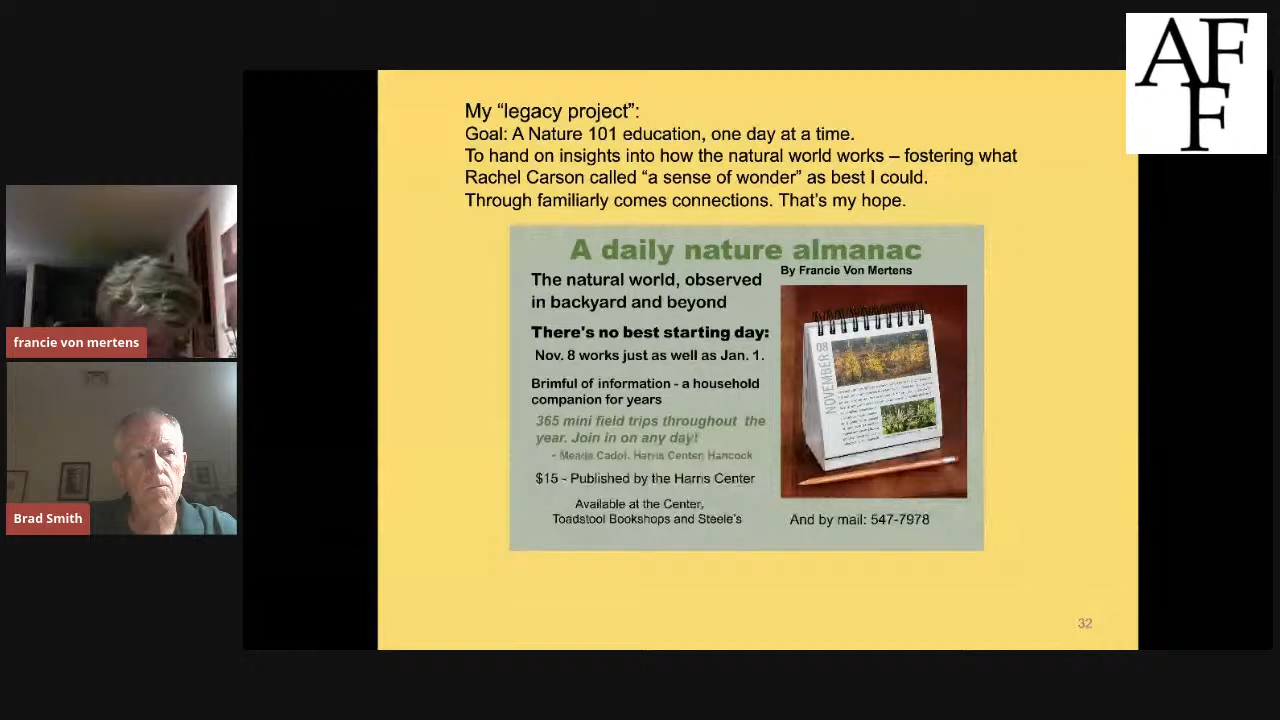 AFF
My “legacy project”:
Goal: A Nature 101 education, one day at a time.
To hand on insights into how the natural world works – fostering what
Rachel Carson called “a sense of wonder” as best I could.
Through familiarly comes connections. That's my hope.
A daily nature almanac
By Francie Von Mertens
The natural world, observed
in backyard and beyond
There's no best starting day:
Nov. 8 works just as well as Jan. 1.
Brimful of information - a household
companion for years
365 mini field trips throughout the
year. Join in on any day!
- Meade Cadot, Harris Center, Hancock
$15 - Published by the Harris Center
Available at the Center,
Toadstool Bookshops and Steele's
NOVEMBER 08
And by mail: 547-7978
32
francie von mertens
Brad Smith